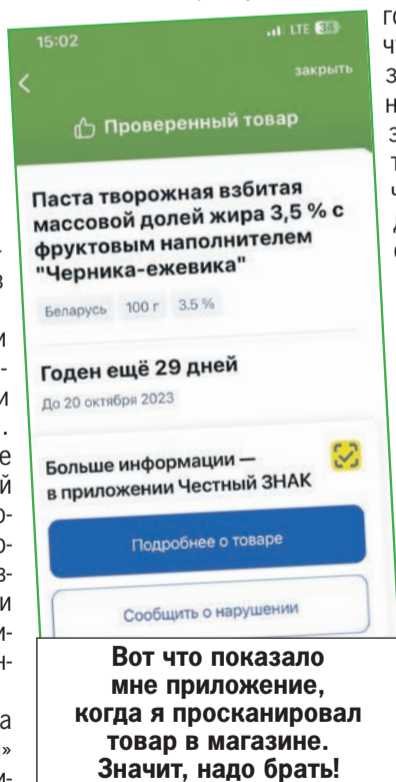 15:02
LTE 34
закрыть
Проверенный товар
Паста творожная взбитая
массовой долей жира 3,5 % с
фруктовым наполнителем
"Черника-ежевика"
Беларусь 100 г 3.5 %
Годен ещё 29 дней
До 20 октября 2023
Больше информации —
в приложении Честный ЗНАК
Подробнее о товаре
Сообщить о нарушении
Вот что показало
мне приложение,
когда я просканировал
товар в магазине.
Значит, надо брать!